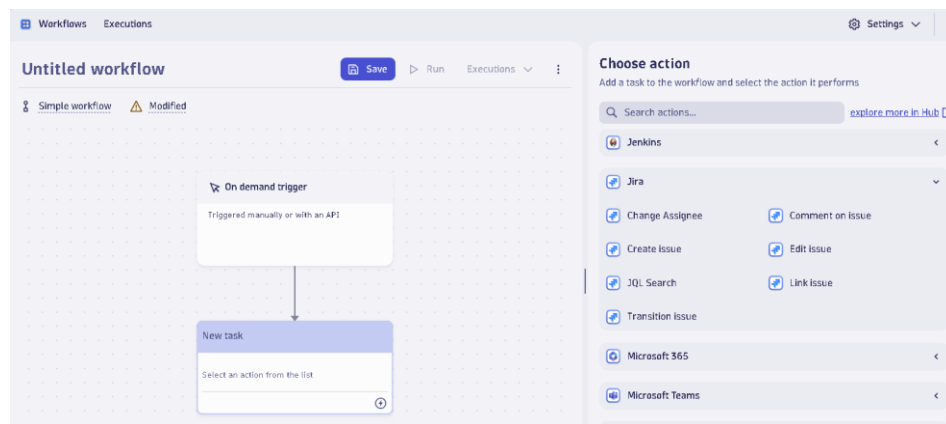 Workflows Executions Settings
Untitled workflow Save Run Executions
Simple workflow Modified
On demand trigger
Triggered manually or with an API
New task
Select an action from the list
Choose action
Add a task to the workflow and select the action it performs
Search actions... explore more in Hub
Jenkins
Jira
Change Assignee Comment on issue
Create issue Edit issue
JQL Search Link issue
Transition issue
Microsoft 365
Microsoft Teams